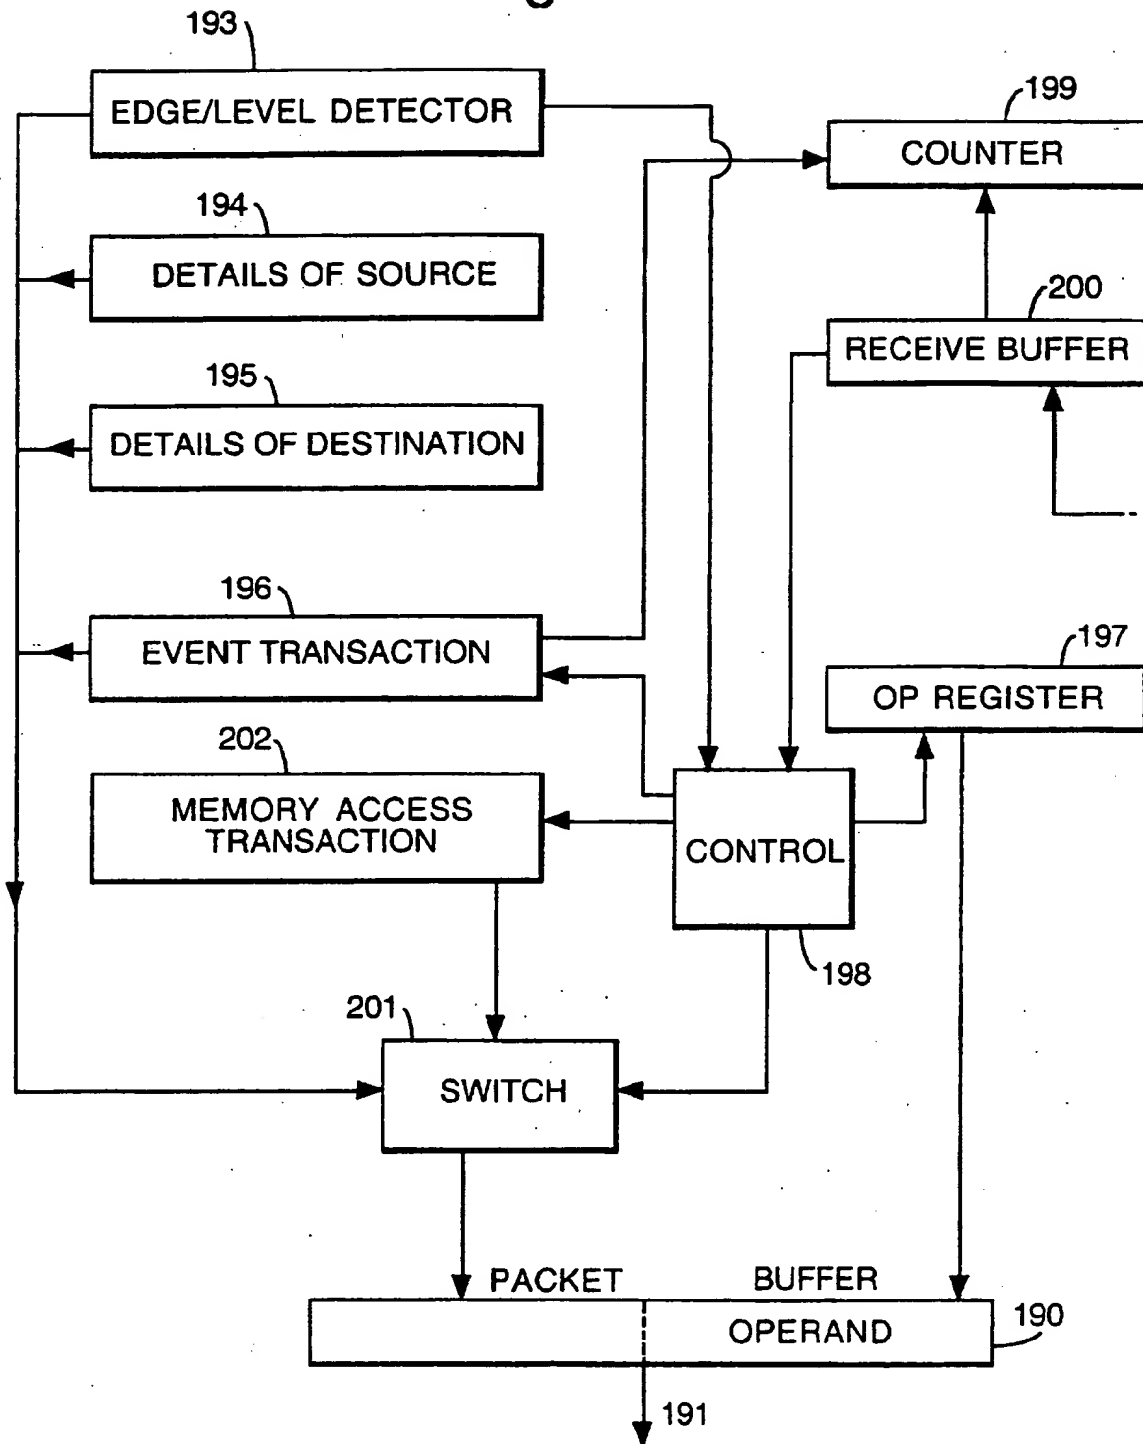 193
EDGE/LEVEL DETECTOR
199
COUNTER
194
DETAILS OF SOURCE
200
RECEIVE BUFFER
195
DETAILS OF DESTINATION
196
EVENT TRANSACTION
197
OP REGISTER
202
MEMORY ACCESS
TRANSACTION
CONTROL
198
201
SWITCH
PACKET BUFFER
OPERAND
190
191